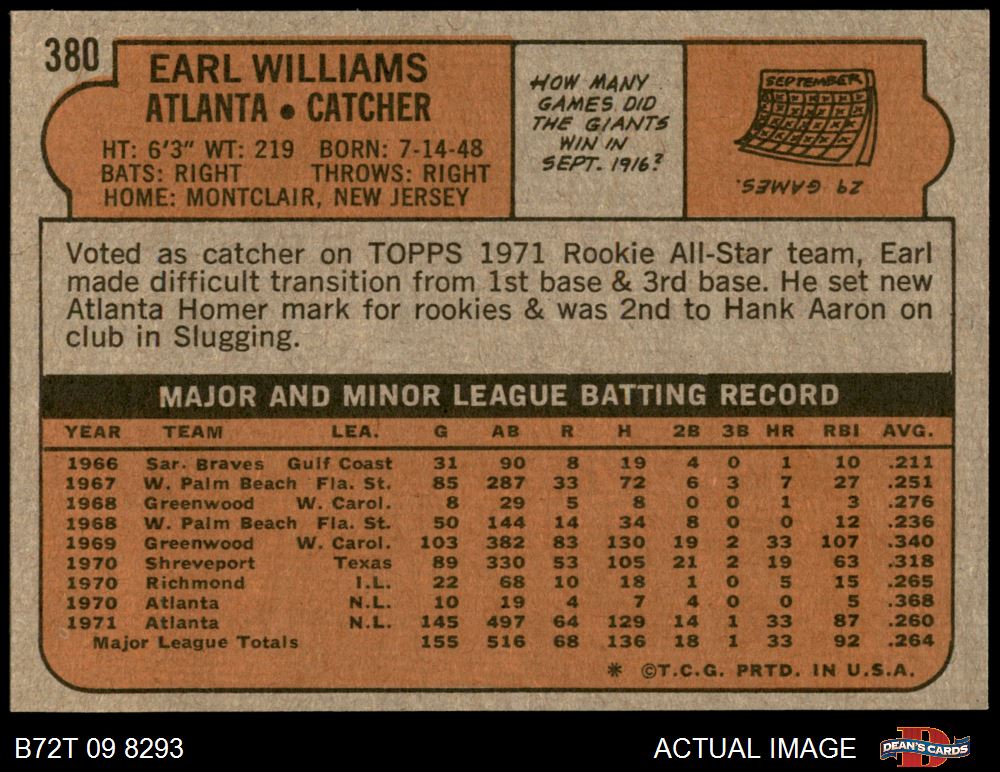 380
EARL WILLIAMS
ATLANTA • CATCHER
HT: 6'3" WT: 219 BORN: 7-14-48
BATS: RIGHT THROWS: RIGHT
HOME: MONTCLAIR, NEW JERSEY
HOW MANY
GAMES DID
THE GIANTS
WIN IN
SEPT. 1916?
SEPTEMBER
29 GAMES.
Voted as catcher on TOPPS 1971 Rookie All-Star team, Earl
made difficult transition from 1st base & 3rd base. He set new
Atlanta Homer mark for rookies & was 2nd to Hank Aaron on
club in Slugging.
MAJOR AND MINOR LEAGUE BATTING RECORD
YEAR TEAM LEA. G AB R H 2B 3B HR RBI AVG.
1966 Sar. Braves Gulf Coast 31 90 8 19 4 0 1 10 .211
1967 W. Palm Beach Fla. St. 85 287 33 72 6 3 7 27 .251
1968 Greenwood W. Carol. 8 29 5 8 0 0 1 3 .276
1968 W. Palm Beach Fla. St. 50 144 14 34 8 0 0 12 .236
1969 Greenwood W. Carol. 103 382 83 130 19 2 33 107 .340
1970 Shreveport Texas 89 330 53 105 21 2 19 63 .318
1970 Richmond I.L. 22 68 10 18 1 0 5 15 .265
1970 Atlanta N.L. 10 19 4 7 4 0 0 5 .368
1971 Atlanta N.L. 145 497 64 129 14 1 33 87 .260
Major League Totals 155 516 68 136 18 1 33 92 .264
* ©T.C.G. PRTD. IN U.S.A.
B72T 09 8293
ACTUAL IMAGE
DEAN'S CARDS